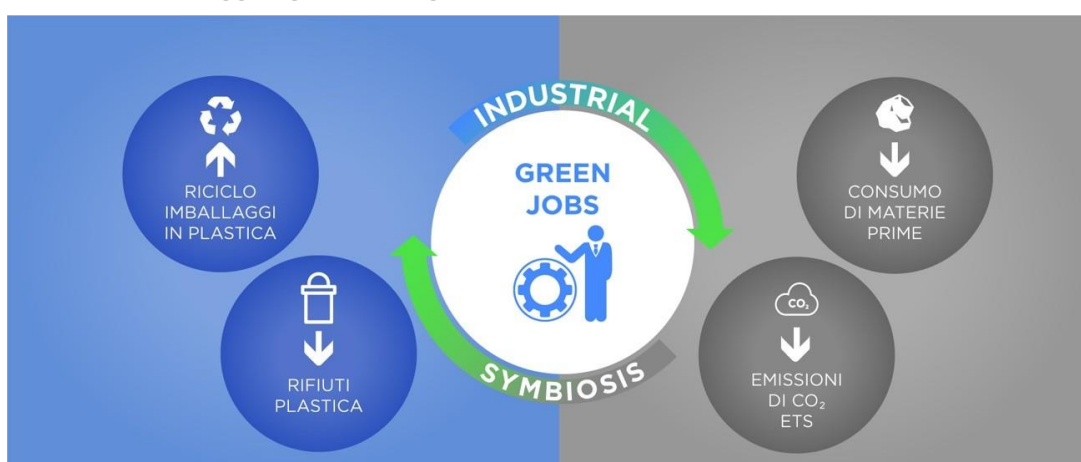 INDUSTRIAL
SYMBIOSIS
GREEN
JOBS
RICICLO
IMBALLAGGI
IN PLASTICA
RIFIUTI
PLASTICA
CONSUMO
DI MATERIE
PRIME
CO₂
EMISSIONI
DI CO₂
ETS